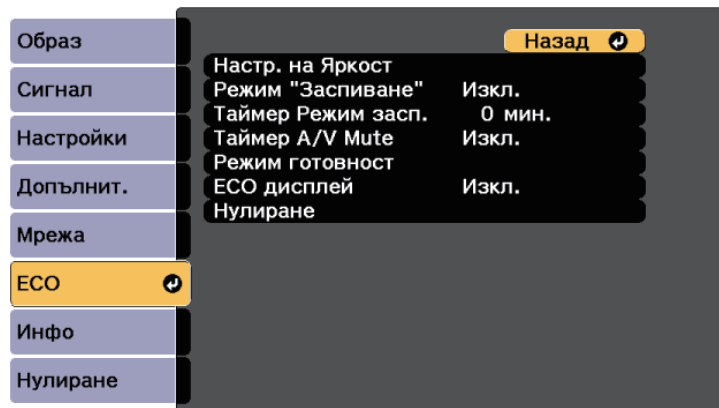 Образ
Сигнал
Настройки
Допълнит.
Мрежа
ECO
Инфо
Нулиране
Назад
Настр. на Яркост
Режим "Заспиване" Изкл.
Таймер Режим засп. 0 мин.
Таймер A/V Mute Изкл.
Режим готовност
ECO дисплей Изкл.
Нулиране